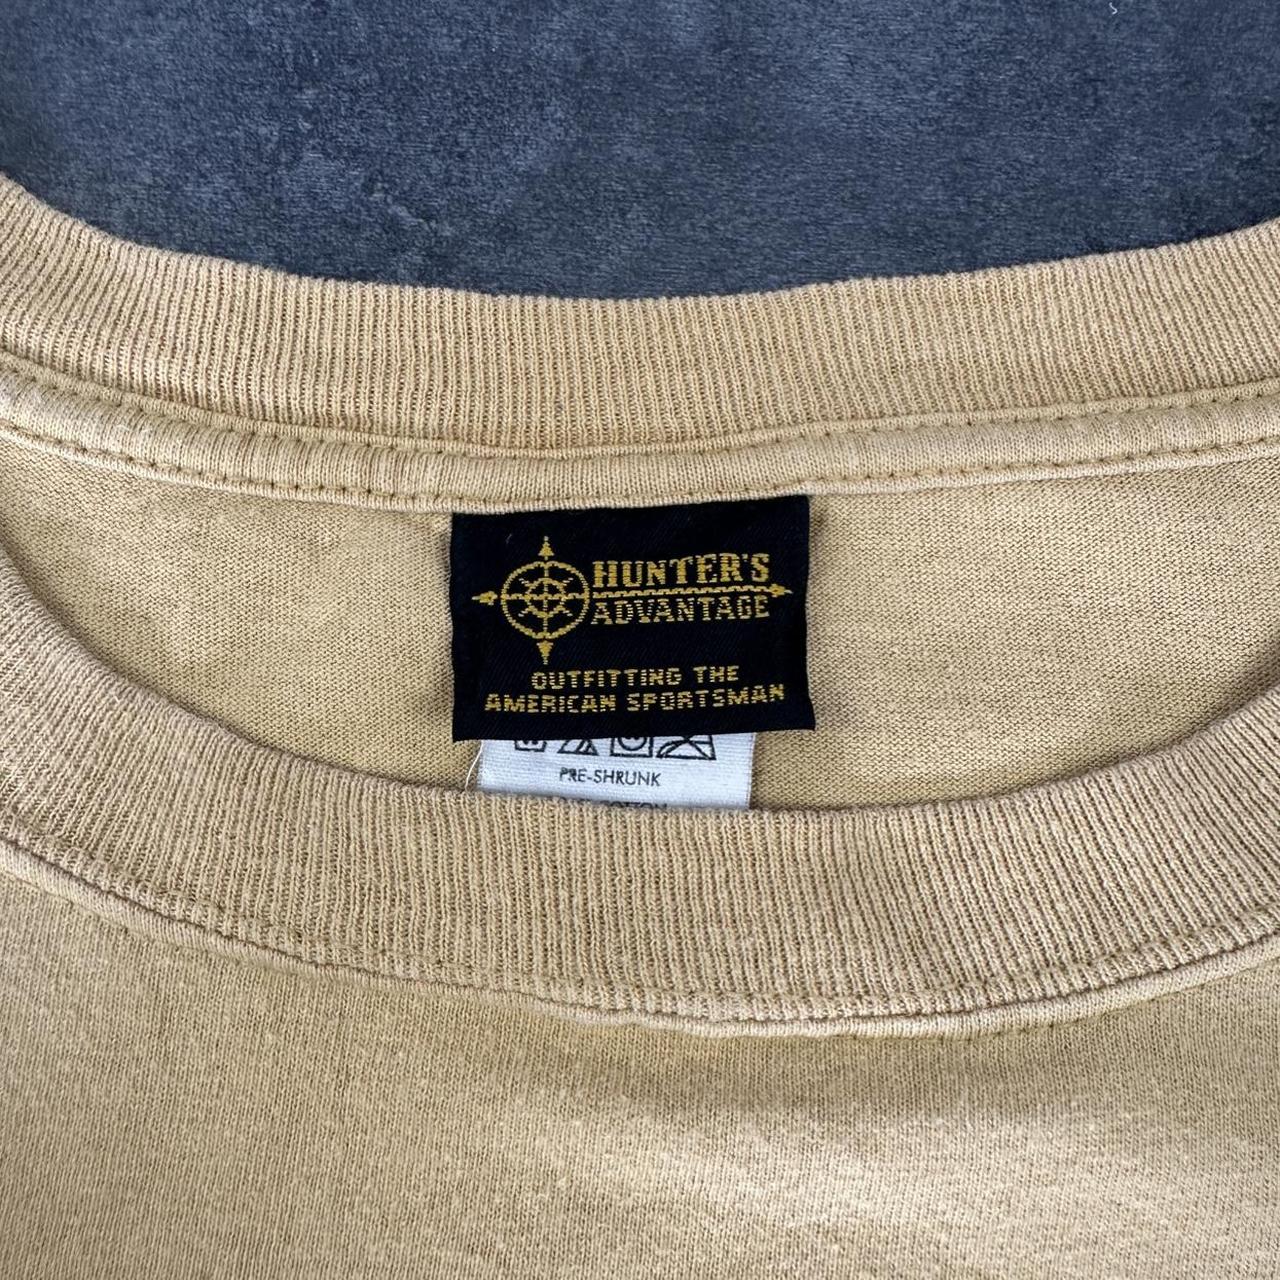 HUNTER'S
ADVANTAGE
OUTFITTING THE
AMERICAN SPORTSMAN
PRE-SHRUNK